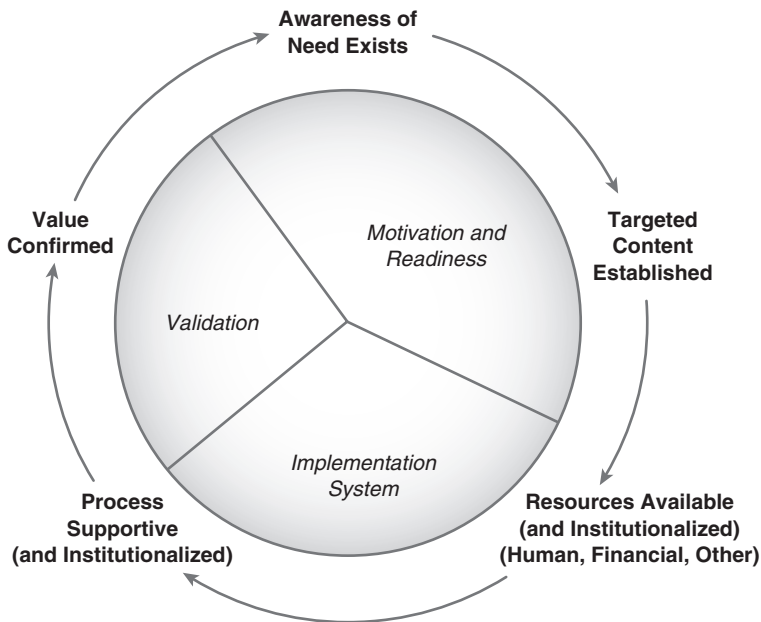 Awareness of
Need Exists
Targeted
Content
Established
Resources Available
(and Institutionalized)
(Human, Financial, Other)
Process
Supportive
(and Institutionalized)
Value
Confirmed
Motivation and
Readiness
Implementation
System
Validation